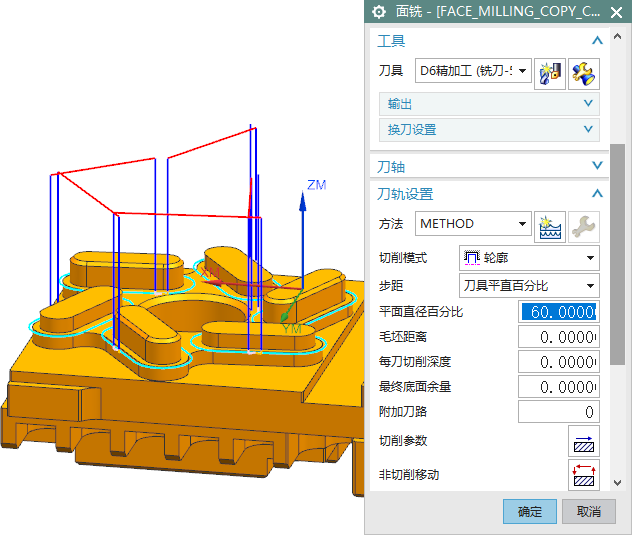 面铣 - [FACE_MILLING_COPY_C...
工具
刀具
D6精加工 (铣刀-5
输出
换刀设置
刀轴
刀轨设置
方法
METHOD
切削模式
轮廓
步距
刀具平直百分比
平面直径百分比
60.0000
毛坯距离
0.0000
每刀切削深度
0.0000
最终底面余量
0.0000
附加刀路
0
切削参数
非切削移动
确定
取消
ZM
XM
YM